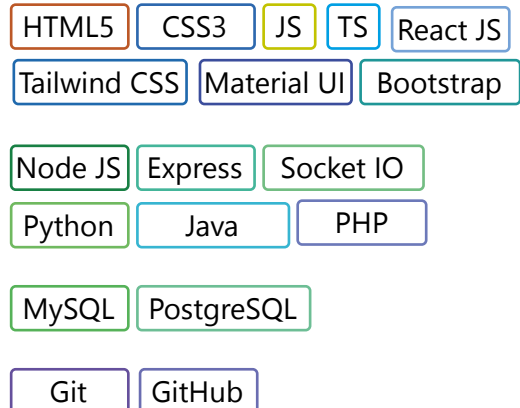 HTML5 CSS3 JS TS React JS
Tailwind CSS Material UI Bootstrap
Node JS Express Socket IO
Python Java PHP
MySQL PostgreSQL
Git GitHub